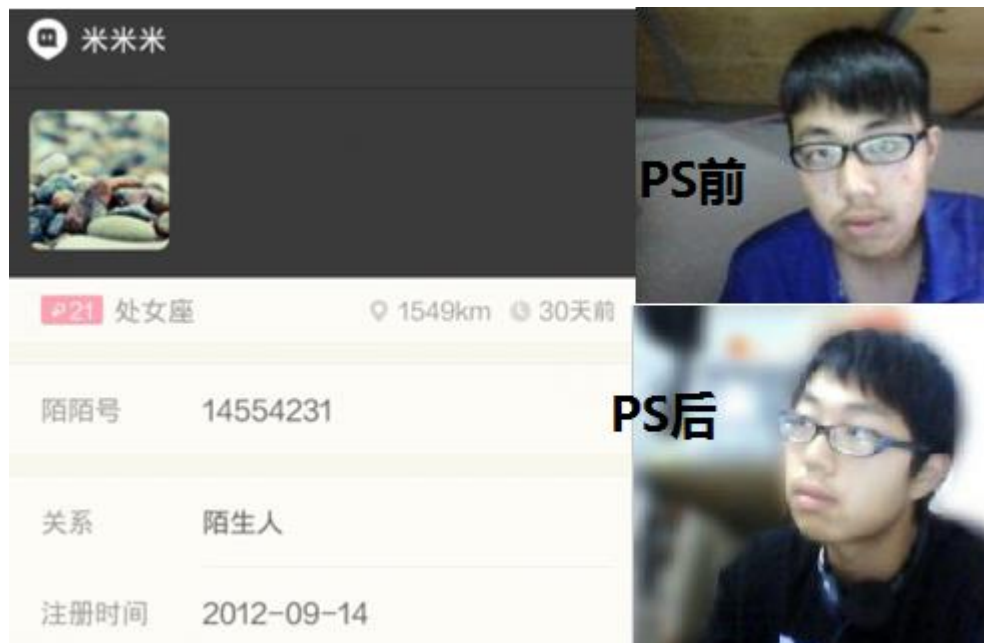 米米米
♀21 处女座 1549km 30天前
陌陌号 14554231
关系 陌生人
注册时间 2012-09-14
PS前
PS后